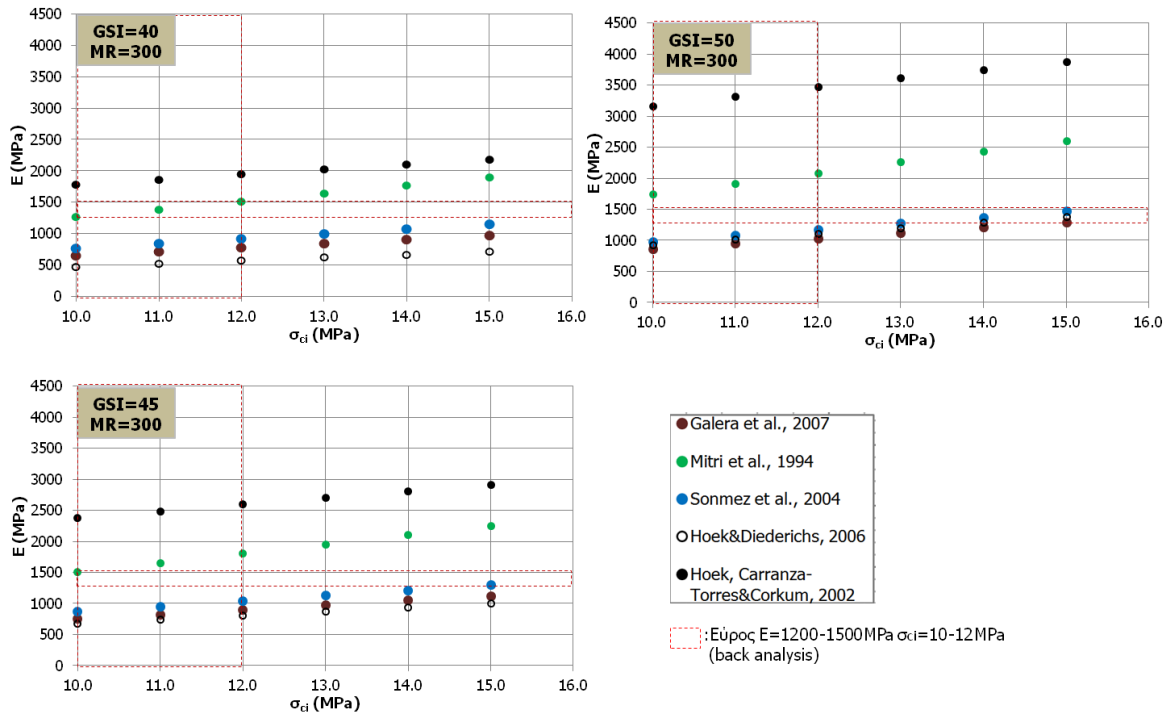 GSI=40
MR=300
E (MPa)
4500
4000
3500
3000
2500
2000
1500
1000
500
0
10.0 11.0 12.0 13.0 14.0 15.0 16.0
σci (MPa)
GSI=50
MR=300
E (MPa)
4500
4000
3500
3000
2500
2000
1500
1000
500
0
10.0 11.0 12.0 13.0 14.0 15.0 16.0
σci (MPa)
GSI=45
MR=300
E (MPa)
4500
4000
3500
3000
2500
2000
1500
1000
500
0
10.0 11.0 12.0 13.0 14.0 15.0 16.0
σci (MPa)
Galera et al., 2007
Mitri et al., 1994
Sonmez et al., 2004
Hoek&Diederichs, 2006
Hoek, Carranza-
Torres&Corkum, 2002
:Εύρος Ε=1200-1500MPa σci=10-12MPa
(back analysis)